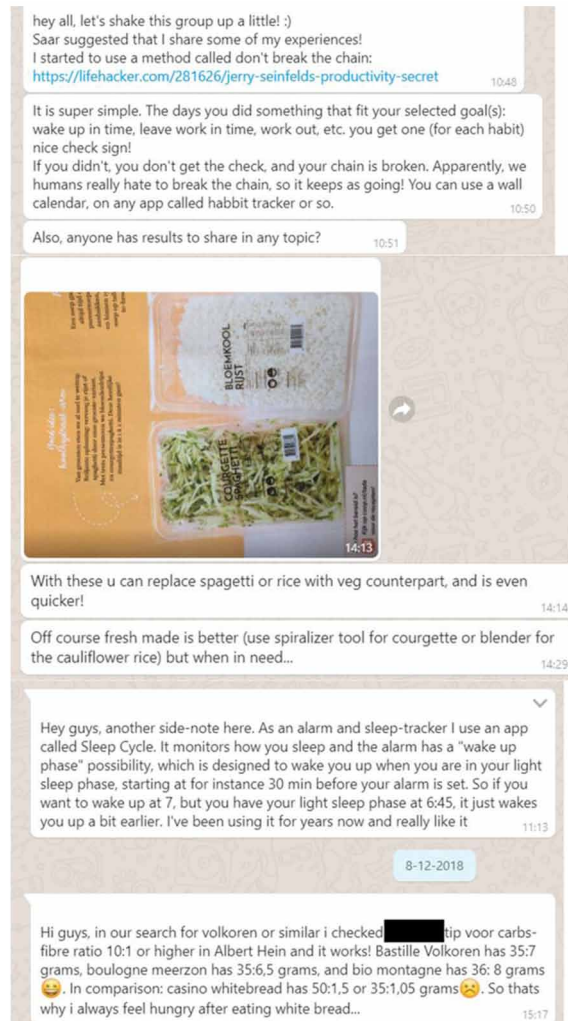 hey all, let's shake this group up a little! :)
Saar suggested that I share some of my experiences!
I started to use a method called don't break the chain:
https://lifehacker.com/281626/jerry-seinfelds-productivity-secret
10:48
It is super simple. The days you did something that fit your selected goal(s):
wake up in time, leave work in time, work out, etc. you get one (for each habit)
nice check sign!
If you didn't, you don't get the check, and your chain is broken. Apparently, we
humans really hate to break the chain, so it keeps as going! You can use a wall
calendar, on any app called habbit tracker or so.
10:50
Also, anyone has results to share in any topic?
10:51
BLOEMKOOL
RIJST
COURGETTE
SPAGHETTI
14:13
With these u can replace spagetti or rice with veg counterpart, and is even
quicker!
14:14
Off course fresh made is better (use spiralizer tool for courgette or blender for
the cauliflower rice) but when in need...
14:29
Hey guys, another side-note here. As an alarm and sleep-tracker I use an app
called Sleep Cycle. It monitors how you sleep and the alarm has a "wake up
phase" possibility, which is designed to wake you up when you are in your light
sleep phase, starting at for instance 30 min before your alarm is set. So if you
want to wake up at 7, but you have your light sleep phase at 6:45, it just wakes
you up a bit earlier. I've been using it for years now and really like it
11:13
8-12-2018
Hi guys, in our search for volkoren or similar i checked tip voor carbs-
fibre ratio 10:1 or higher in Albert Hein and it works! Bastille Volkoren has 35:7
grams, boulogne meerzon has 35:6,5 grams, and bio montagne has 36: 8 grams
😄. In comparison: casino whitebread has 50:1,5 or 35:1,05 grams☹️. So thats
why i always feel hungry after eating white bread...
15:17